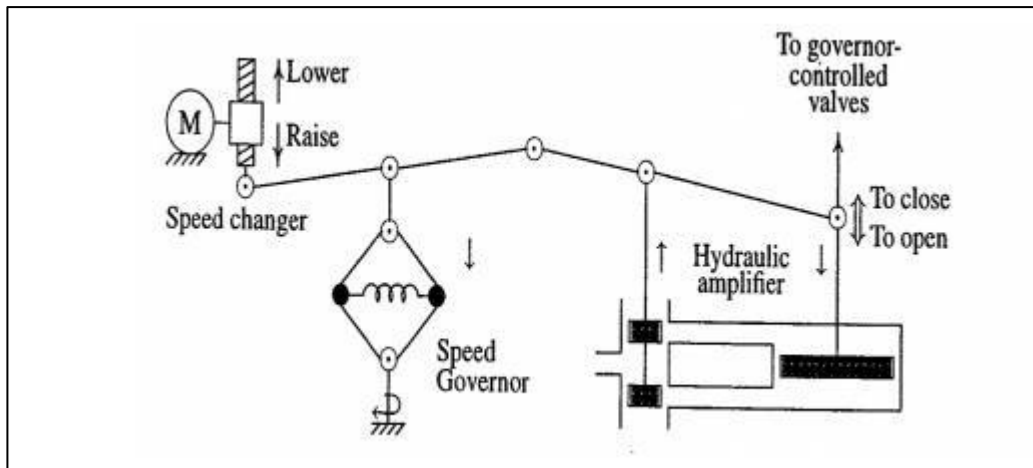 To governor-
controlled
valves
Lower
M
Raise
Speed changer
To close
To open
Hydraulic
amplifier
Speed
Governor